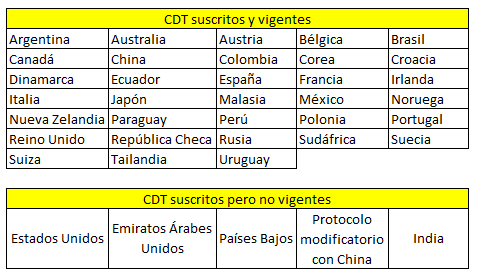 CDT suscritos y vigentes
Argentina Australia Austria Bélgica Brasil
Canadá China Colombia Corea Croacia
Dinamarca Ecuador España Francia Irlanda
Italia Japón Malasia México Noruega
Nueva Zelandia Paraguay Perú Polonia Portugal
Reino Unido República Checa Rusia Sudáfrica Suecia
Suiza Tailandia Uruguay
CDT suscritos pero no vigentes
Estados Unidos
Emiratos Árabes
Unidos
Países Bajos
Protocolo
modificatorio
con China
India